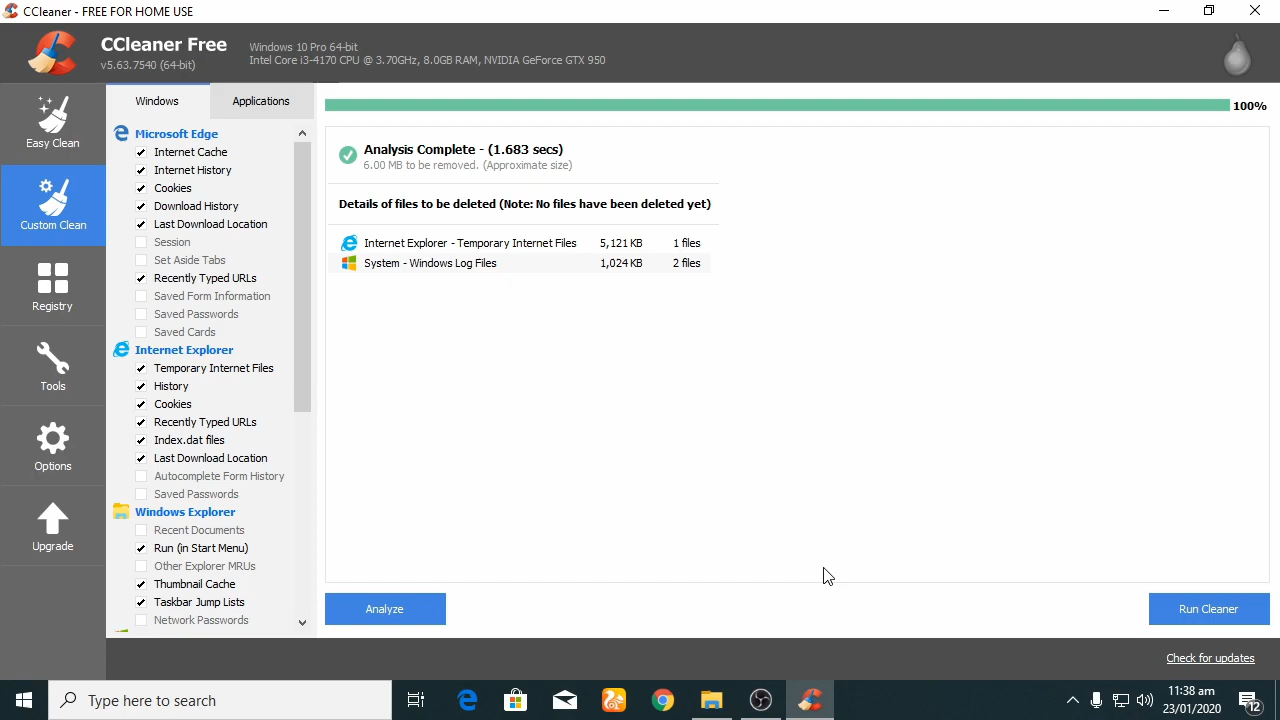 CCleaner - FREE FOR HOME USE
CCleaner Free
v5.63.7540 (64-bit)
Windows 10 Pro 64-bit
Intel Core i3-4170 CPU @ 3.70GHz, 8.0GB RAM, NVIDIA GeForce GTX 950
Easy Clean
Custom Clean
Registry
Tools
Options
Upgrade
Windows
Applications
Microsoft Edge
Internet Cache
Internet History
Cookies
Download History
Last Download Location
Session
Set Aside Tabs
Recently Typed URLs
Saved Form Information
Saved Passwords
Saved Cards
Internet Explorer
Temporary Internet Files
History
Cookies
Recently Typed URLs
Index.dat files
Last Download Location
Autocomplete Form History
Saved Passwords
Windows Explorer
Recent Documents
Run (in Start Menu)
Other Explorer MRUs
Thumbnail Cache
Taskbar Jump Lists
Network Passwords
100%
Analysis Complete - (1.683 secs)
6.00 MB to be removed. (Approximate size)
Details of files to be deleted (Note: No files have been deleted yet)
Internet Explorer - Temporary Internet Files 5,121 KB 1 files
System - Windows Log Files 1,024 KB 2 files
Analyze
Run Cleaner
Check for updates
Type here to search
11:38 am
23/01/2020
12